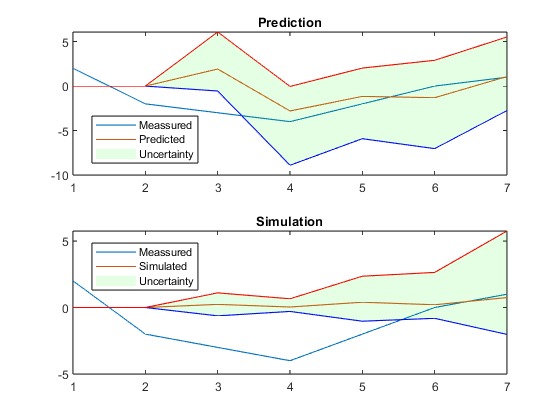 Prediction
5
0
-5
-10
Meassured
Predicted
Uncertainty
1 2 3 4 5 6 7
Simulation
5
0
-5
Meassured
Simulated
Uncertainty
1 2 3 4 5 6 7